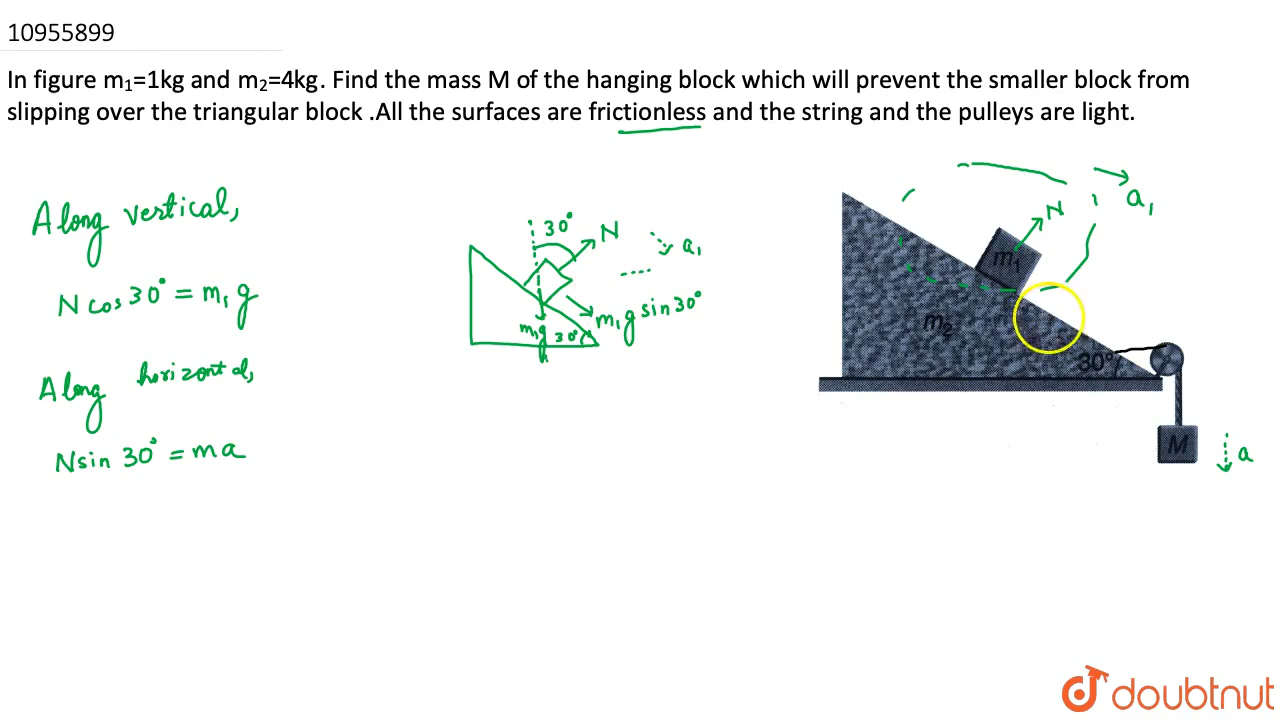 10955899
In figure m₁=1kg and m₂=4kg. Find the mass M of the hanging block which will prevent the smaller block from
slipping over the triangular block .All the surfaces are frictionless and the string and the pulleys are light.
Along vertical,
N cos 30° = m₁ g
Along horizontal,
N sin 30° = ma
30°
N
a₁
m₁ g sin 30°
m₁g
30°
a₁
N
m₁
m₂
30°
M
a
doubtnut